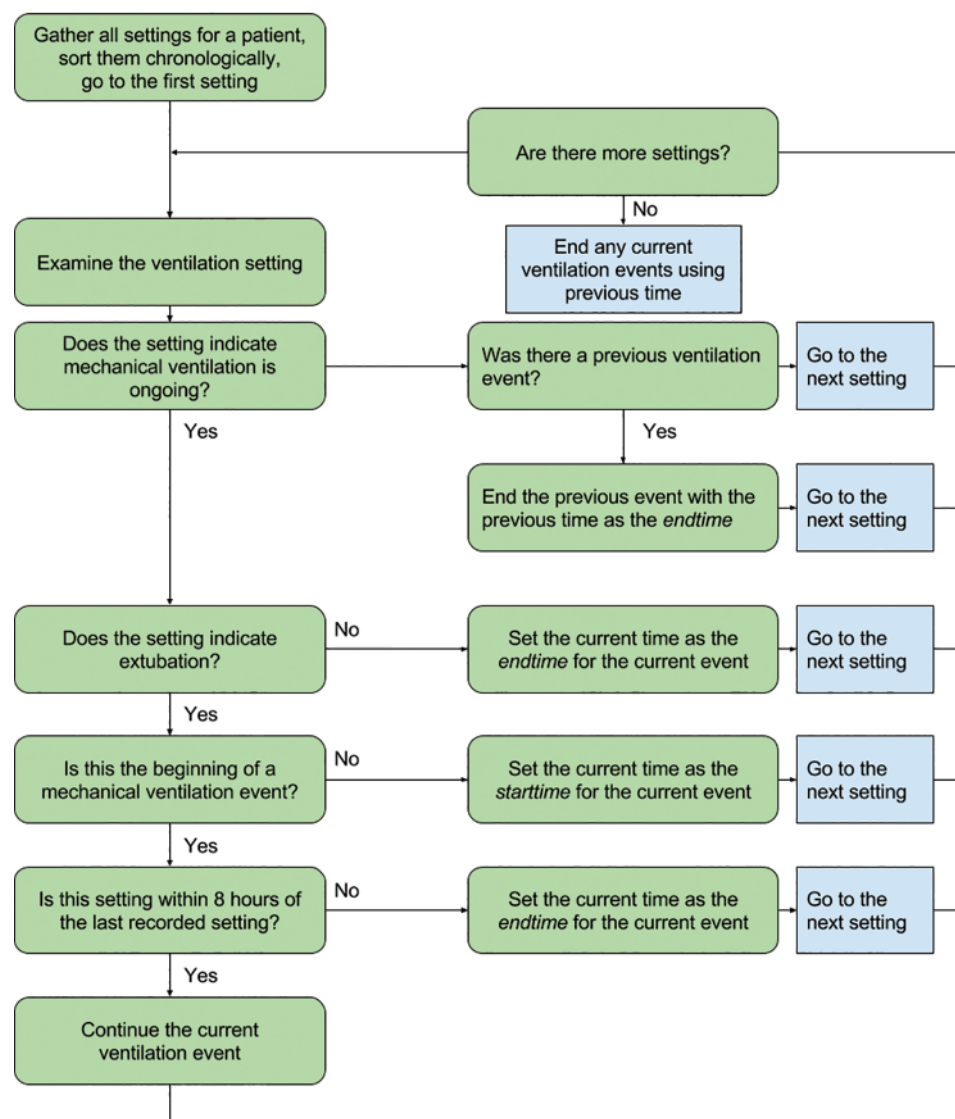 Gather all settings for a patient,
sort them chronologically,
go to the first setting
Are there more settings?
No
End any current
ventilation events using
previous time
Examine the ventilation setting
Does the setting indicate
mechanical ventilation is
ongoing?
Was there a previous ventilation
event?
Go to the
next setting
Yes
Yes
End the previous event with the
previous time as the endtime
Go to the
next setting
Does the setting indicate
extubation?
No
Set the current time as the
endtime for the current event
Go to the
next setting
Yes
Is this the beginning of a
mechanical ventilation event?
No
Set the current time as the
starttime for the current event
Go to the
next setting
Yes
Is this setting within 8 hours of
the last recorded setting?
No
Set the current time as the
endtime for the current event
Go to the
next setting
Yes
Continue the current
ventilation event